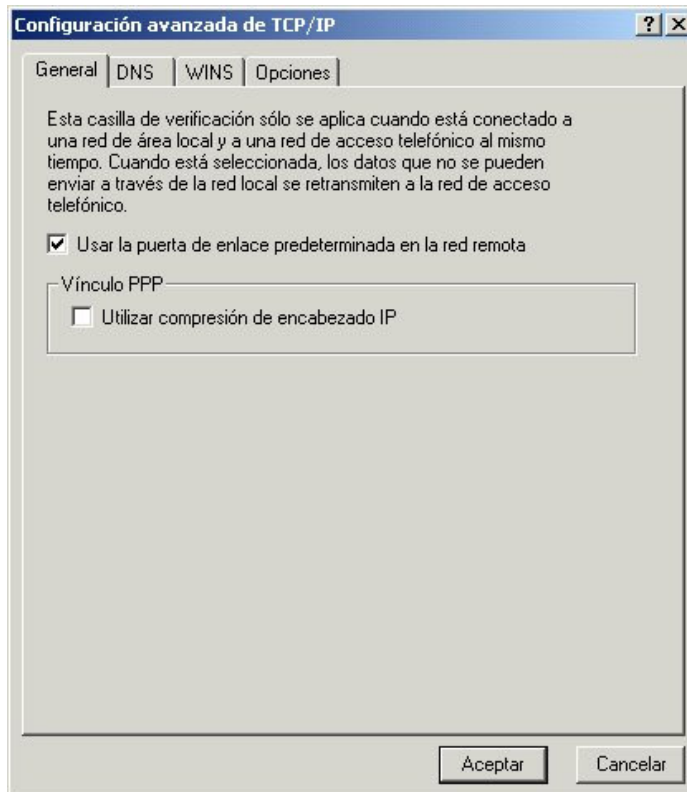 Configuración avanzada de TCP/IP
General DNS WINS Opciones
Esta casilla de verificación sólo se aplica cuando está conectado a
una red de área local y a una red de acceso telefónico al mismo
tiempo. Cuando está seleccionada, los datos que no se pueden
enviar a través de la red local se retransmiten a la red de acceso
telefónico.
Usar la puerta de enlace predeterminada en la red remota
Vínculo PPP
Utilizar compresión de encabezado IP
Aceptar Cancelar